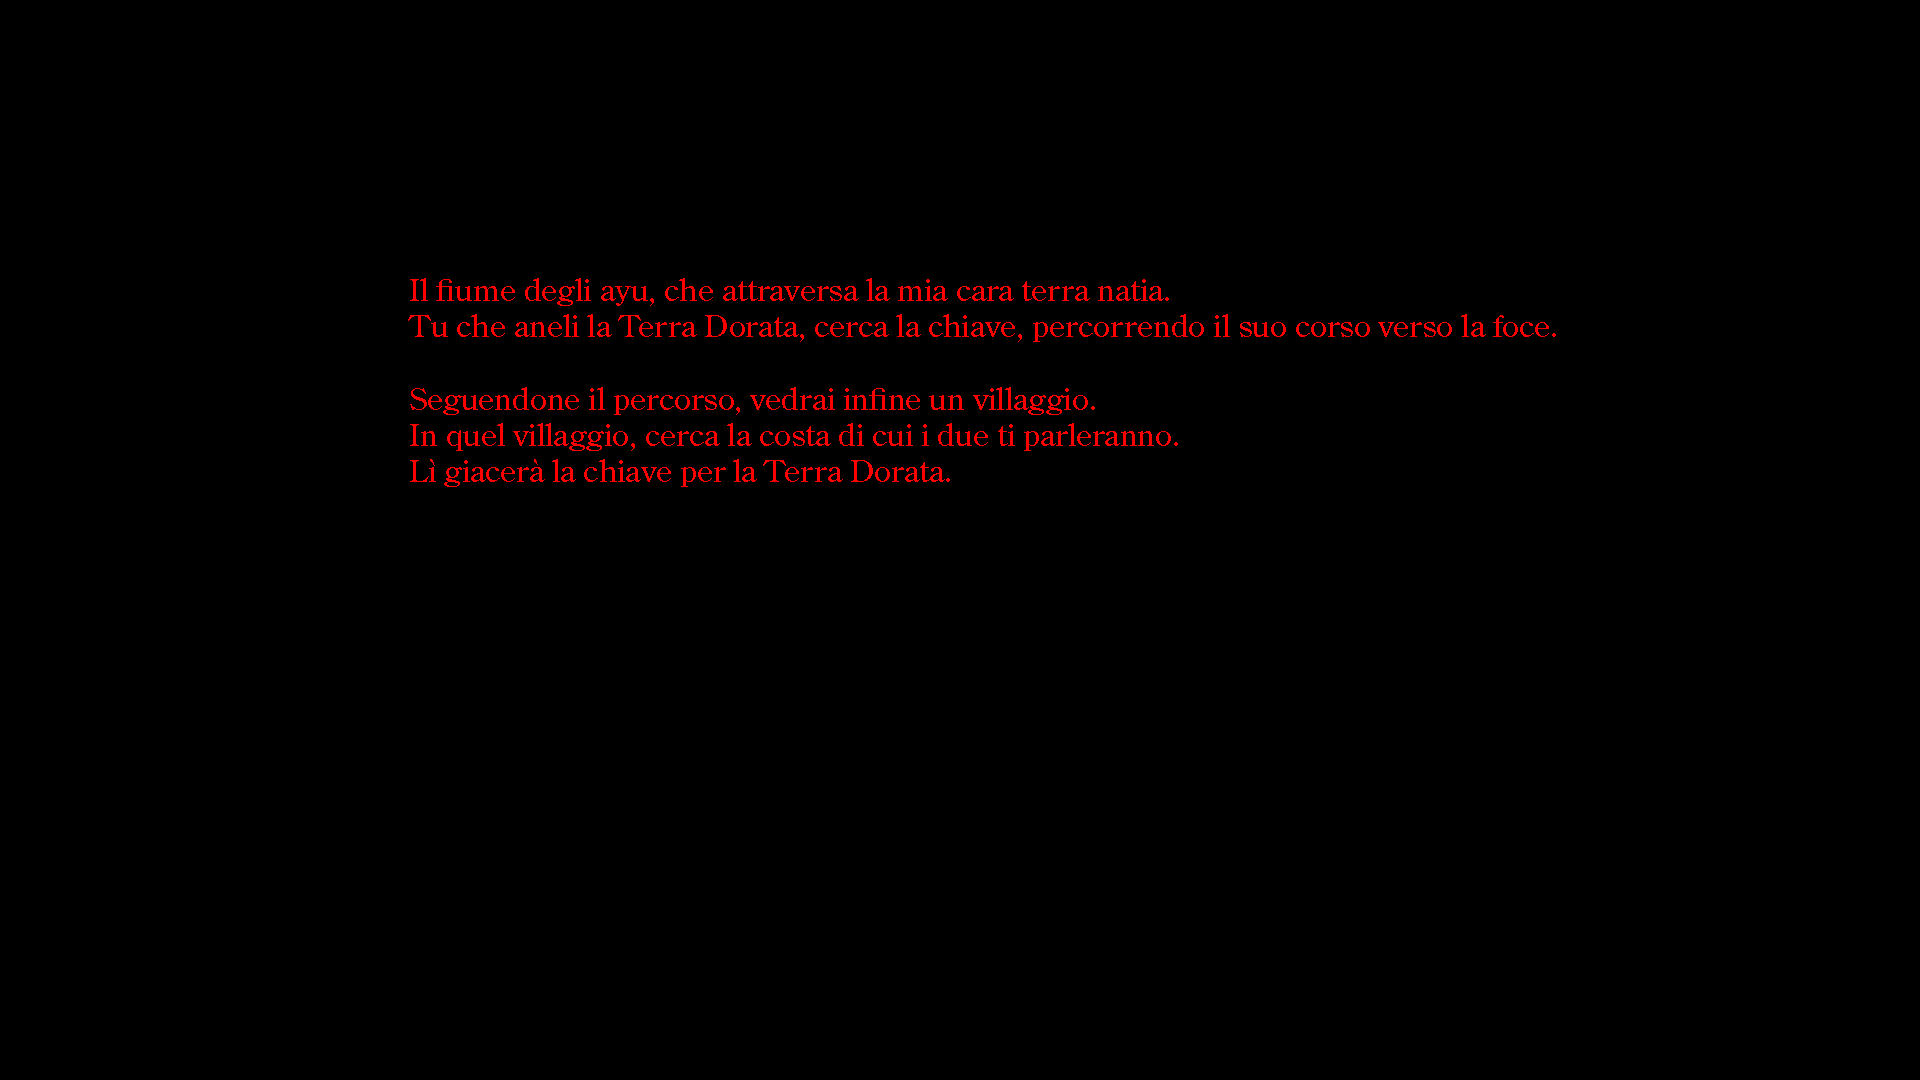 Il fiume degli ayu, che attraversa la mia cara terra natia.
Tu che aneli la Terra Dorata, cerca la chiave, percorrendo il suo corso verso la foce.
Seguendone il percorso, vedrai infine un villaggio.
In quel villaggio, cerca la costa di cui i due ti parleranno.
Lì giacerà la chiave per la Terra Dorata.